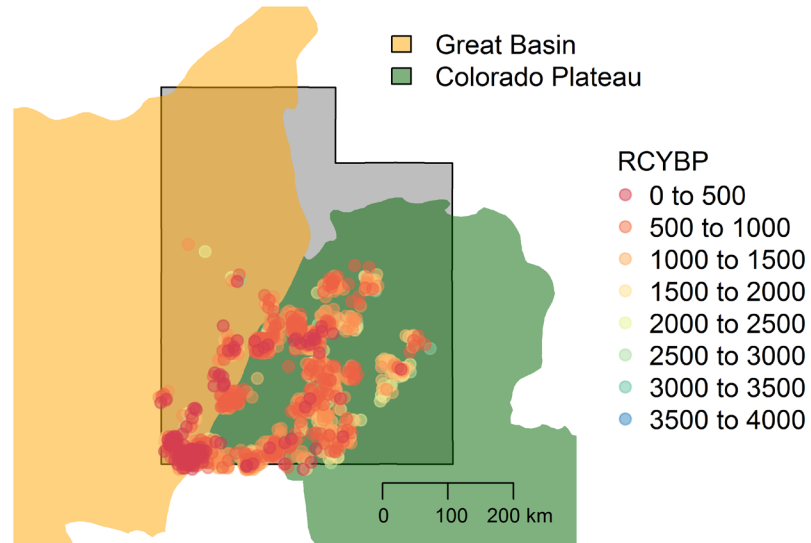 Great Basin
Colorado Plateau
RCYBP
0 to 500
500 to 1000
1000 to 1500
1500 to 2000
2000 to 2500
2500 to 3000
3000 to 3500
3500 to 4000
0 100 200 km